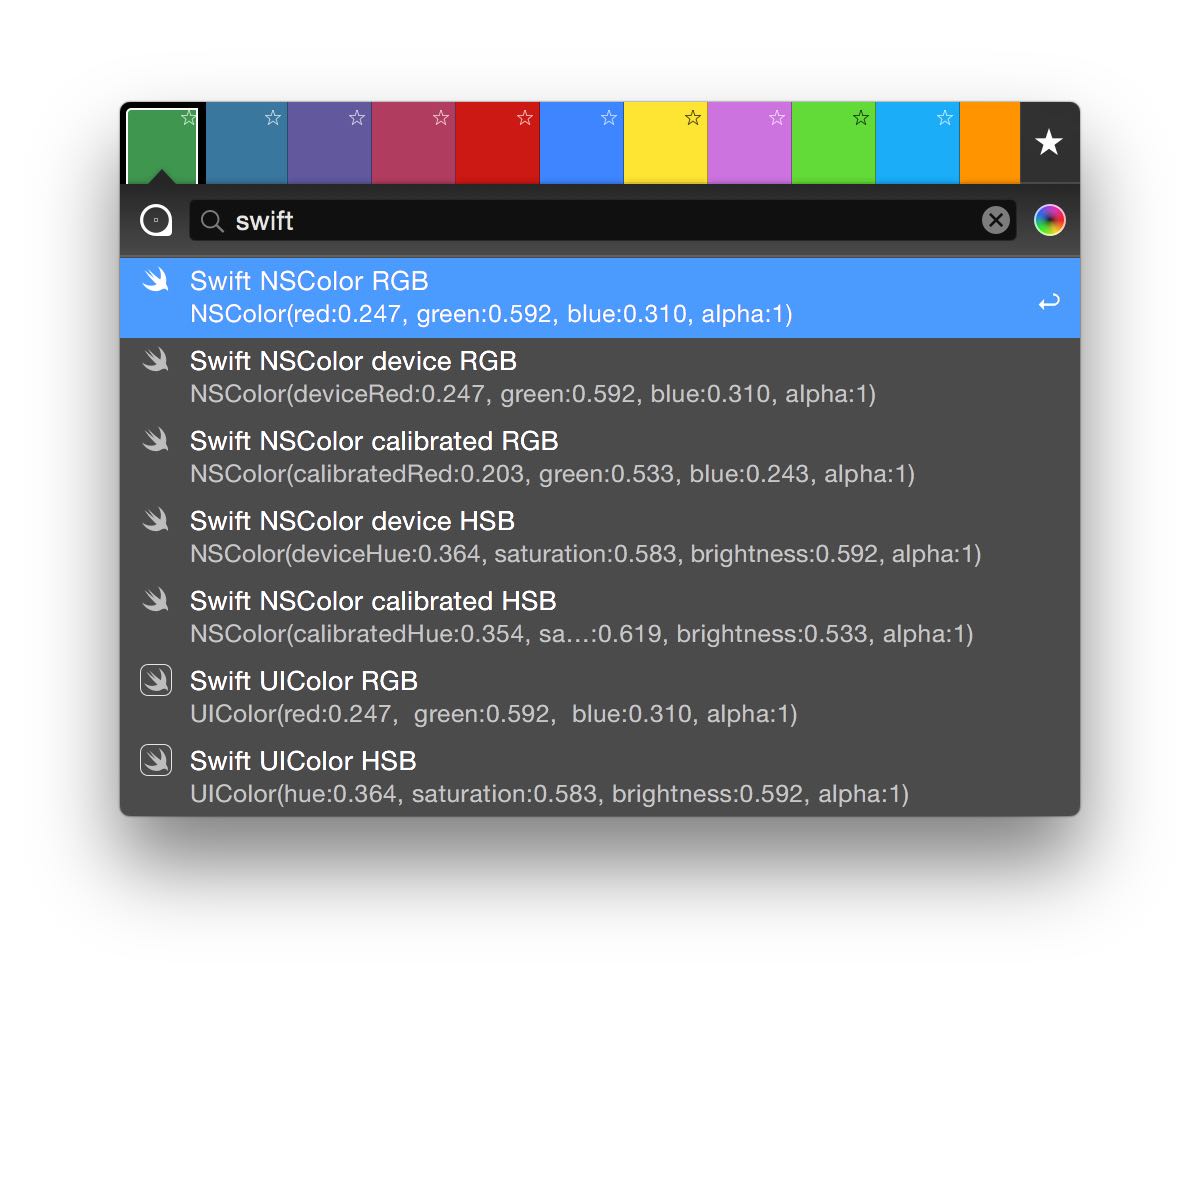 swift
Swift NSColor RGB
NSColor(red:0.247, green:0.592, blue:0.310, alpha:1)
Swift NSColor device RGB
NSColor(deviceRed:0.247, green:0.592, blue:0.310, alpha:1)
Swift NSColor calibrated RGB
NSColor(calibratedRed:0.203, green:0.533, blue:0.243, alpha:1)
Swift NSColor device HSB
NSColor(deviceHue:0.364, saturation:0.583, brightness:0.592, alpha:1)
Swift NSColor calibrated HSB
NSColor(calibratedHue:0.354, sa...:0.619, brightness:0.533, alpha:1)
Swift UIColor RGB
UIColor(red:0.247,  green:0.592,  blue:0.310, alpha:1)
Swift UIColor HSB
UIColor(hue:0.364, saturation:0.583, brightness:0.592, alpha:1)